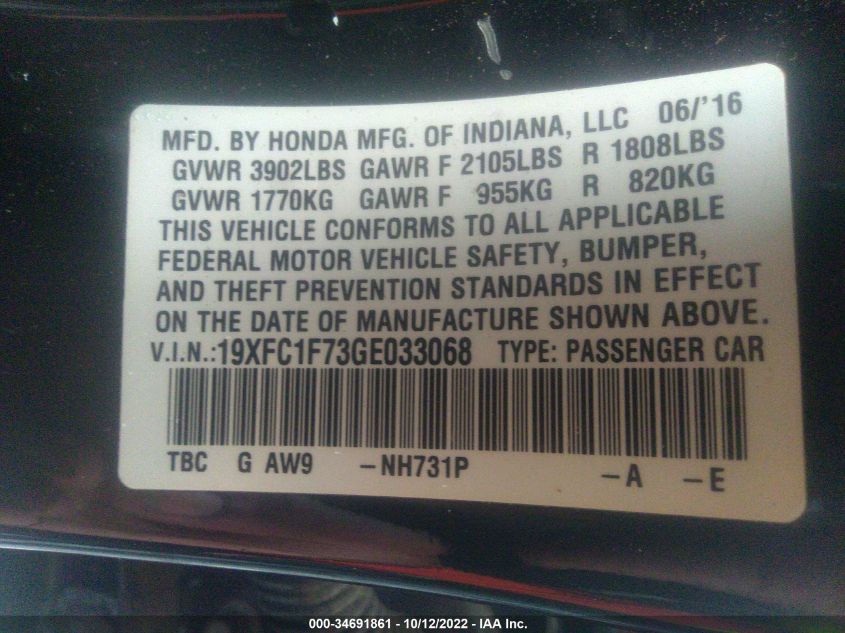 MFD. BY HONDA MFG. OF INDIANA, LLC 06/'16
GVWR 3902LBS GAWR F 2105LBS R 1808LBS
GVWR 1770KG GAWR F 955KG R 820KG
THIS VEHICLE CONFORMS TO ALL APPLICABLE
FEDERAL MOTOR VEHICLE SAFETY, BUMPER,
AND THEFT PREVENTION STANDARDS IN EFFECT
ON THE DATE OF MANUFACTURE SHOWN ABOVE.
V.I.N.:19XFC1F73GE033068 TYPE: PASSENGER CAR
TBC G AW9 -NH731P -A -E
000-34691861 - 10/12/2022 - IAA Inc.